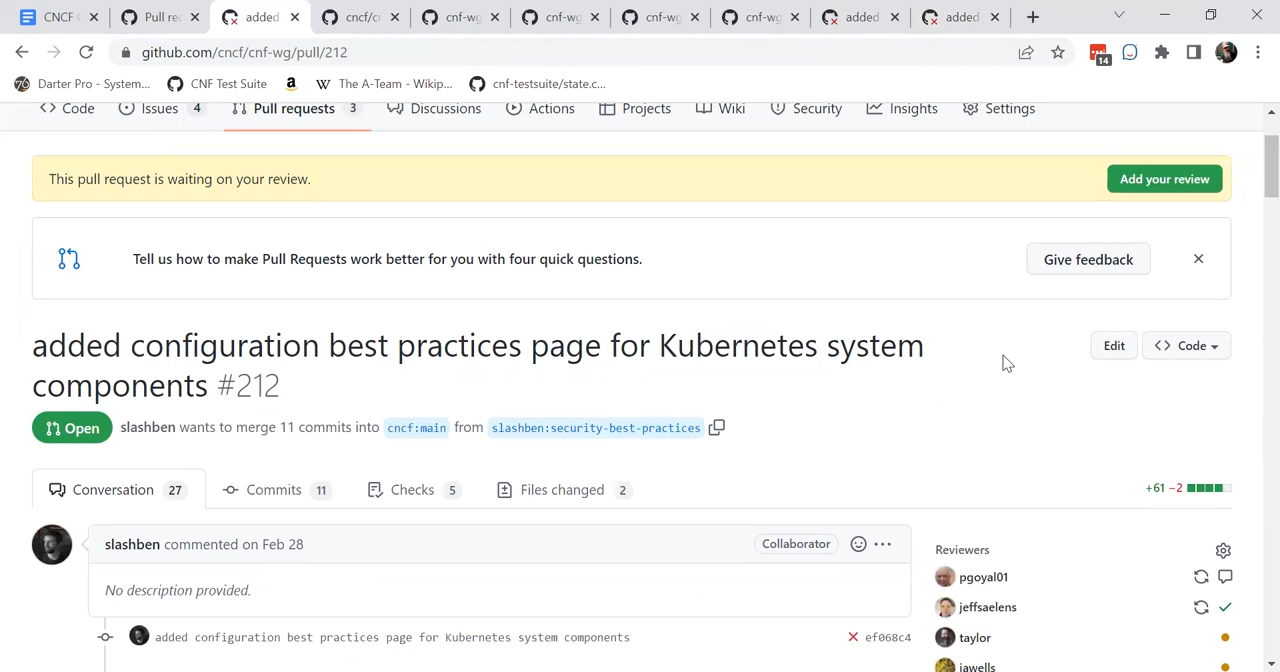 CNCF C
Pull re
added
cncf/cr
cnf-wg
cnf-wg
cnf-wg
cnf-wg
added
added
github.com/cncf/cnf-wg/pull/212
14
Darter Pro - System...
CNF Test Suite
The A-Team - Wikip...
cnf-testsuite/state.c...
Code
Issues 4
Pull requests 3
Discussions
Actions
Projects
Wiki
Security
Insights
Settings
This pull request is waiting on your review.
Add your review
Tell us how to make Pull Requests work better for you with four quick questions.
Give feedback
added configuration best practices page for Kubernetes system
components #212
Edit
Code
Open
slashben wants to merge 11 commits into cncf:main from slashben:security-best-practices
Conversation 27
Commits 11
Checks 5
Files changed 2
+61 −2
slashben commented on Feb 28
Collaborator
No description provided.
added configuration best practices page for Kubernetes system components
ef068c4
Reviewers
pgoyal01
jeffsaelens
taylor
jawells